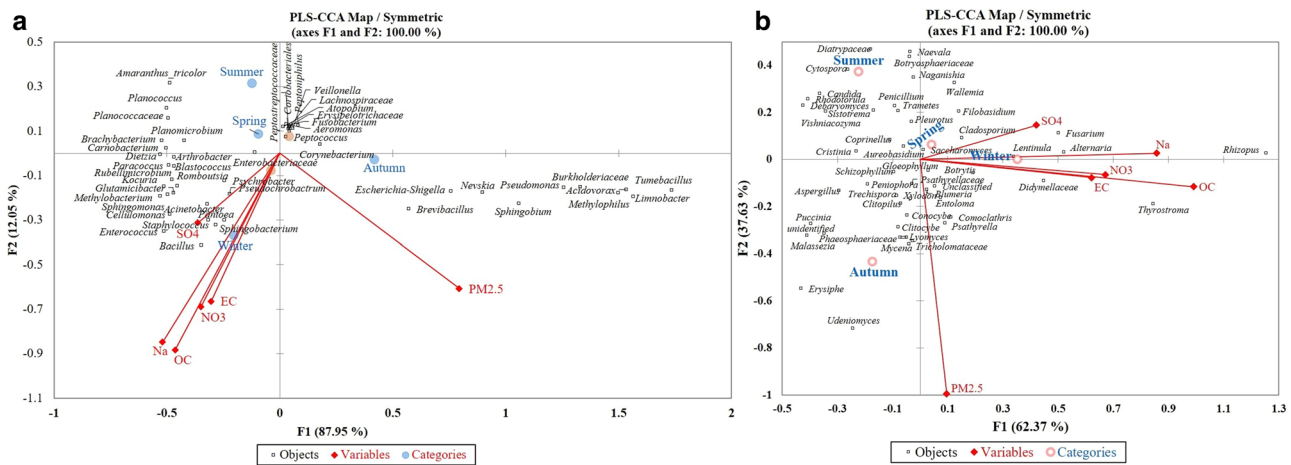 a
PLS-CCA Map / Symmetric
(axes F1 and F2: 100.00 %)
0.5
0.3
0.1
-0.1
-0.3
-0.5
-0.7
-0.9
-1.1
F2 (12.05 %)
-1
-0.5
0
0.5
1
1.5
2
F1 (87.95 %)
Summer
Spring
Autumn
Winter
Amaranthus_tricolor
Planococcus
Planococcaceae
Planomicrobium
Brachybacterium
Carnobacterium
Dietzia
Arthrobacter
Paracoccus
Rubellimicrobium
Romboutsia
Kocuria
Glutamicibacter
Methylobacterium
Sphingomonas
Acinetobacter
Cellulomonas
Pantoea
Staphylococcus
Sphingobacterium
Enterococcus
Bacillus
Enterobacteriaceae
Psychrobacter
Pseudochrobactrum
Peptostreptococcaceae
Coriobacteriales
Peptoniphilus
Veillonella
Lachnospiraceae
Atopobium
Erysipelotrichaceae
Fusobacterium
Aeromonas
Peptococcus
Corynebacterium
Escherichia-Shigella
Nevskia
Pseudomonas
Burkholderiaceae
Acidovorax
Tumebacillus
Limnobacter
Methylophilus
Sphingobium
Brevibacillus
SO4
EC
NO3
Na
OC
PM2.5
Objects Variables Categories
b
PLS-CCA Map / Symmetric
(axes F1 and F2: 100.00 %)
0.4
0.2
0
-0.2
-0.4
-0.6
-0.8
-1
F2 (37.63 %)
-0.5
-0.3
-0.1
0.1
0.3
0.5
0.7
0.9
1.1
1.3
F1 (62.37 %)
Diatrypaceae
Naevala
Summer
Botryosphaeriaceae
Cytospora
Naganishia
Wallemia
Candida
Rhodotorula
Penicillium
Debaryomyces
Trametes
Sistotrema
Filobasidium
Vishniacozyma
Pleurotus
SO4
Spring
Cladosporium
Fusarium
Coprinellus
Lentinula
Alternaria
Na
Rhizopus
Cristinia
Aureobasidium
Saccharomyces
Winter
Gloeophyllum
Schizophyllum
Botrytis
NO3
EC
OC
Psathyrellaceae
Peniophora
Unclassified
Didymellaceae
Aspergillus
Trechispora
Xylodon
Blumeria
Clitopilus
Entoloma
Thyrostroma
Puccinia
Conocybe
Comoclathris
unidentified
Clitocybe
Psathyrella
Malassezia
Phaeosphaeriaceae
Lyomyces
Mycena
Tricholomataceae
Autumn
Erysiphe
Udeniomyces
PM2.5
Objects Variables Categories